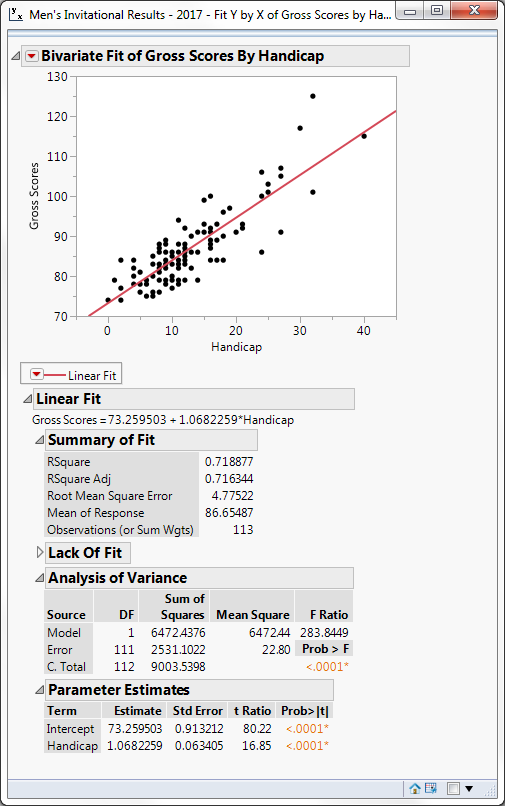 Men's Invitational Results - 2017 - Fit Y by X of Gross Scores by Ha...
Bivariate Fit of Gross Scores By Handicap
130
120
110
100
90
80
70
Gross Scores
0 10 20 30 40
Handicap
Linear Fit
Linear Fit
Gross Scores = 73.259503 + 1.0682259*Handicap
Summary of Fit
RSquare 0.718877
RSquare Adj 0.716344
Root Mean Square Error 4.77522
Mean of Response 86.65487
Observations (or Sum Wgts) 113
Lack Of Fit
Analysis of Variance
Source DF Sum of Squares Mean Square F Ratio
Model 1 6472.4376 6472.44 283.8449
Error 111 2531.1022 22.80 Prob > F
C. Total 112 9003.5398 <.0001*
Parameter Estimates
Term Estimate Std Error t Ratio Prob>|t|
Intercept 73.259503 0.913212 80.22 <.0001*
Handicap 1.0682259 0.063405 16.85 <.0001*